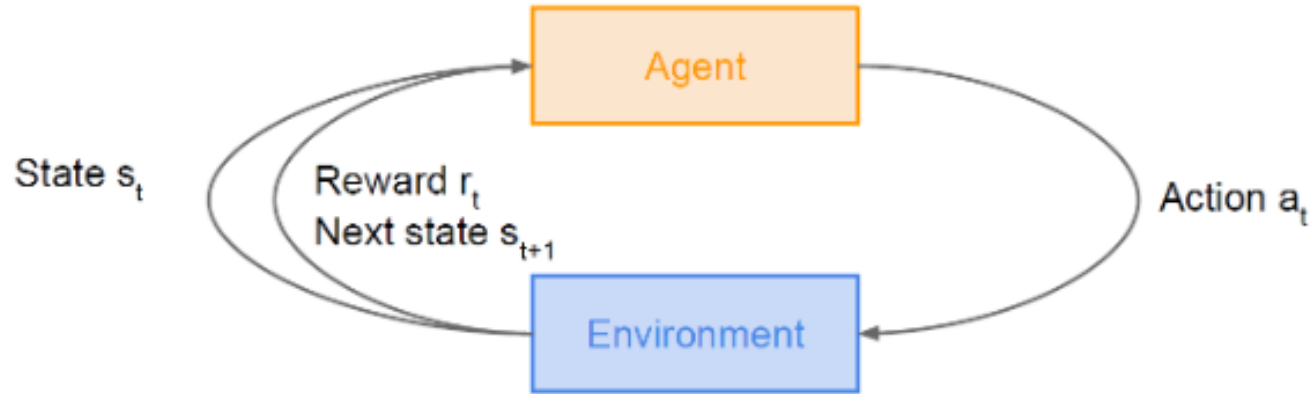 Agent
State sₜ
Reward rₜ
Next state sₜ₊₁
Action aₜ
Environment